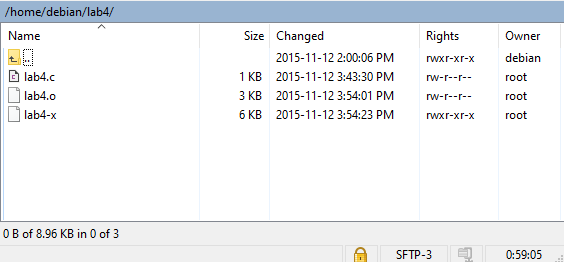 /home/debian/lab4/
Name Size Changed Rights Owner
.. 2015-11-12 2:00:06 PM rwxr-xr-x debian
lab4.c 1 KB 2015-11-12 3:43:30 PM rw-r--r-- root
lab4.o 3 KB 2015-11-12 3:54:01 PM rw-r--r-- root
lab4-x 6 KB 2015-11-12 3:54:23 PM rwxr-xr-x root
0 B of 8.96 KB in 0 of 3
SFTP-3 0:59:05